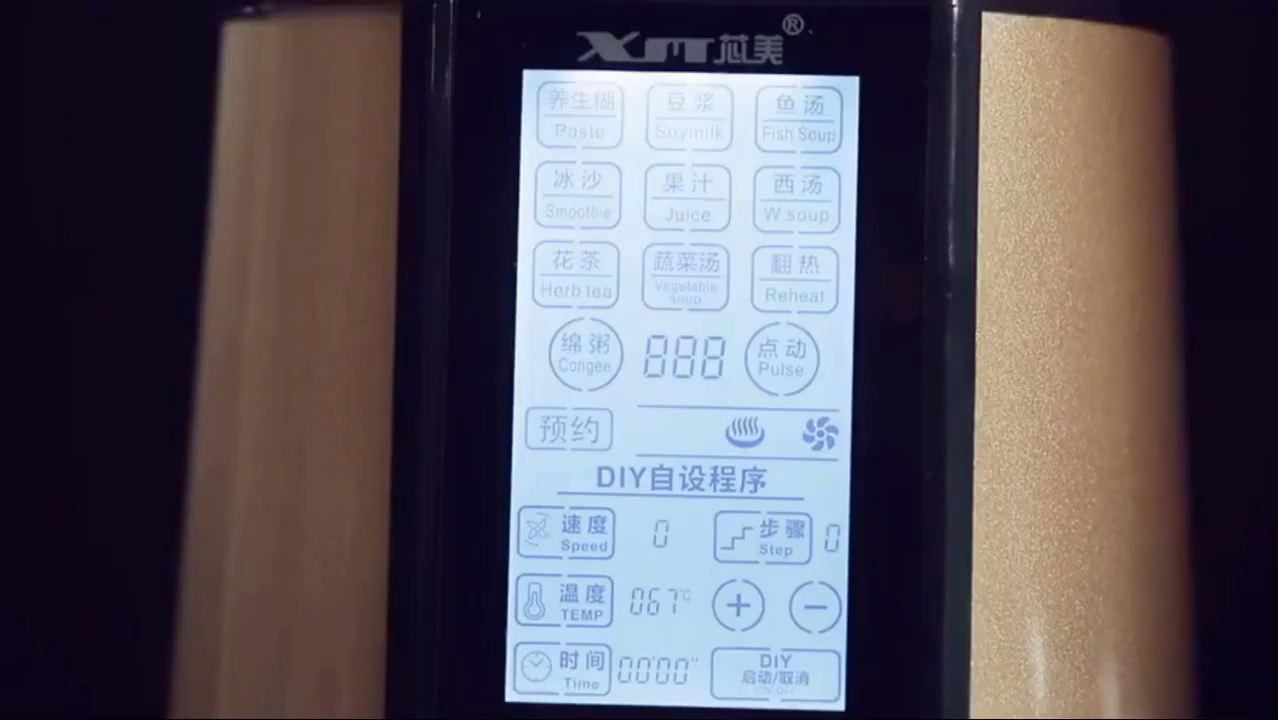 XM芯美®
养生糊
Paste
豆浆
Soymilk
鱼汤
Fish Soup
冰沙
Smoothie
果汁
Juice
西汤
W.soup
花茶
Herb tea
蔬菜汤
Vegetable
soup
翻热
Reheat
绵粥
Congee
888
点动
Pulse
预约
DIY自设程序
速度
Speed
0
步骤
Step
0
温度
TEMP
067℃
+
−
时间
Time
00'00"
DIY
启动/取消